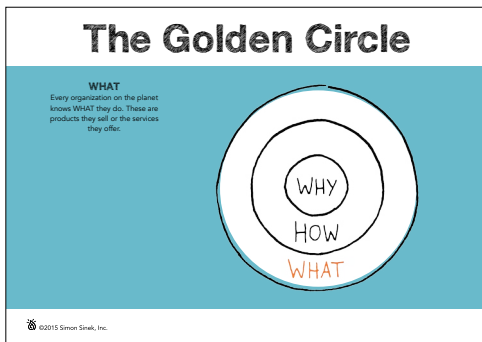 The Golden Circle
WHAT
Every organization on the planet
knows WHAT they do. These are
products they sell or the services
they offer.
WHY
HOW
WHAT
©2015 Simon Sinek, Inc.